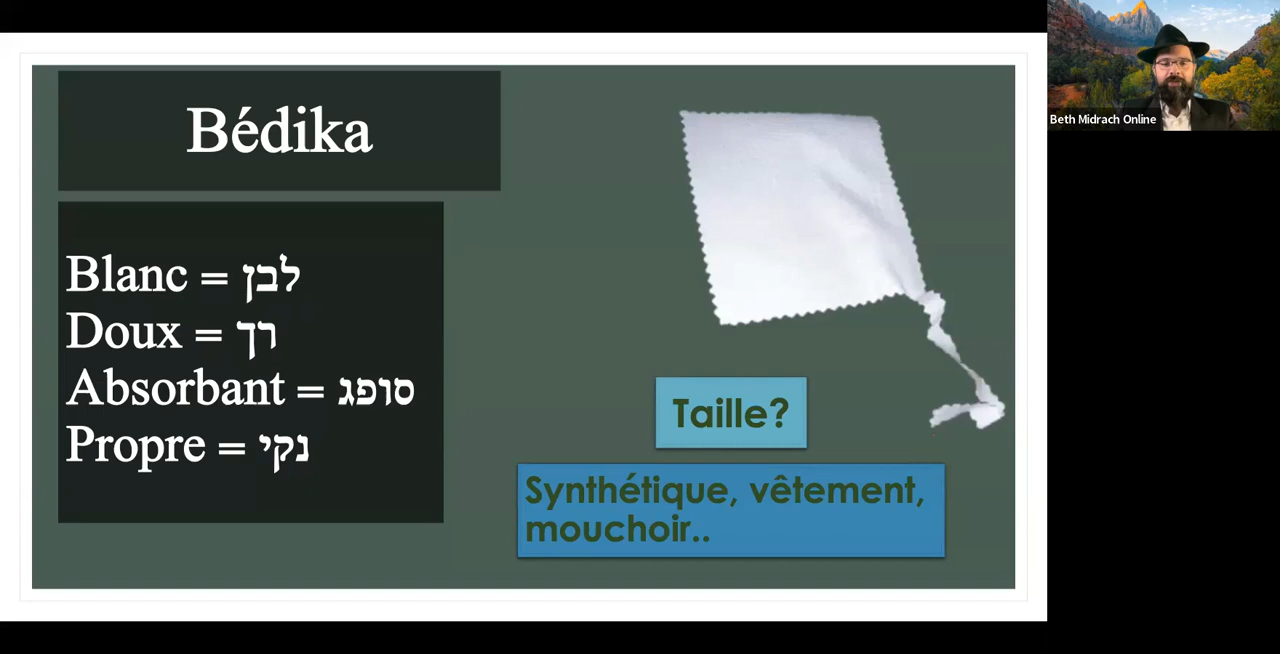 Bédika
Blanc = לבן
Doux = רך
Absorbant = סופג
Propre = נקי
Taille?
Synthétique, vêtement,
mouchoir..
Beth Midrach Online